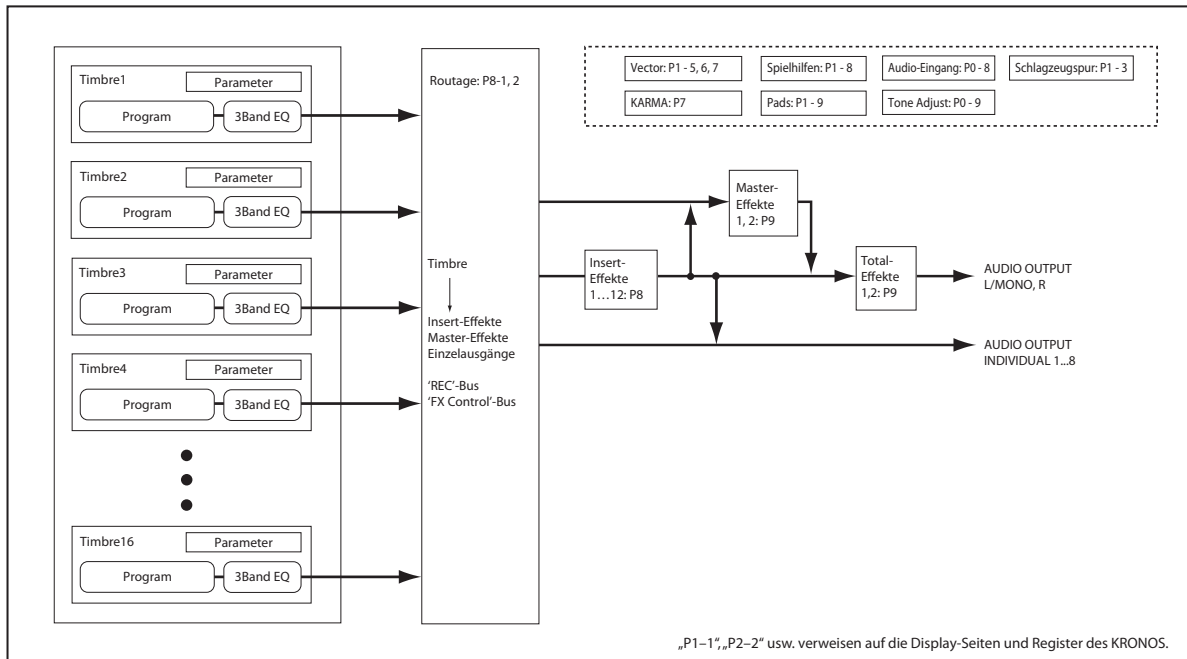 Timbre1
Parameter
Program
3Band EQ
Timbre2
Parameter
Program
3Band EQ
Timbre3
Parameter
Program
3Band EQ
Timbre4
Parameter
Program
3Band EQ
Timbre16
Parameter
Program
3Band EQ
Routage: P8-1, 2
Timbre
Insert-Effekte
Master-Effekte
Einzelausgänge
‘REC’-Bus
‘FX Control’-Bus
Vector: P1 - 5, 6, 7
Spielhilfen: P1 - 8
Audio-Eingang: P0 - 8
Schlagzeugspur: P1 - 3
KARMA: P7
Pads: P1 - 9
Tone Adjust: P0 - 9
Master-
Effekte
1, 2: P9
Insert-
Effekte
1…12: P8
Total-
Effekte
1,2: P9
AUDIO OUTPUT
L/MONO, R
AUDIO OUTPUT
INDIVIDUAL 1...8
„P1–1“, „P2–2“ usw. verweisen auf die Display-Seiten und Register des KRONOS.